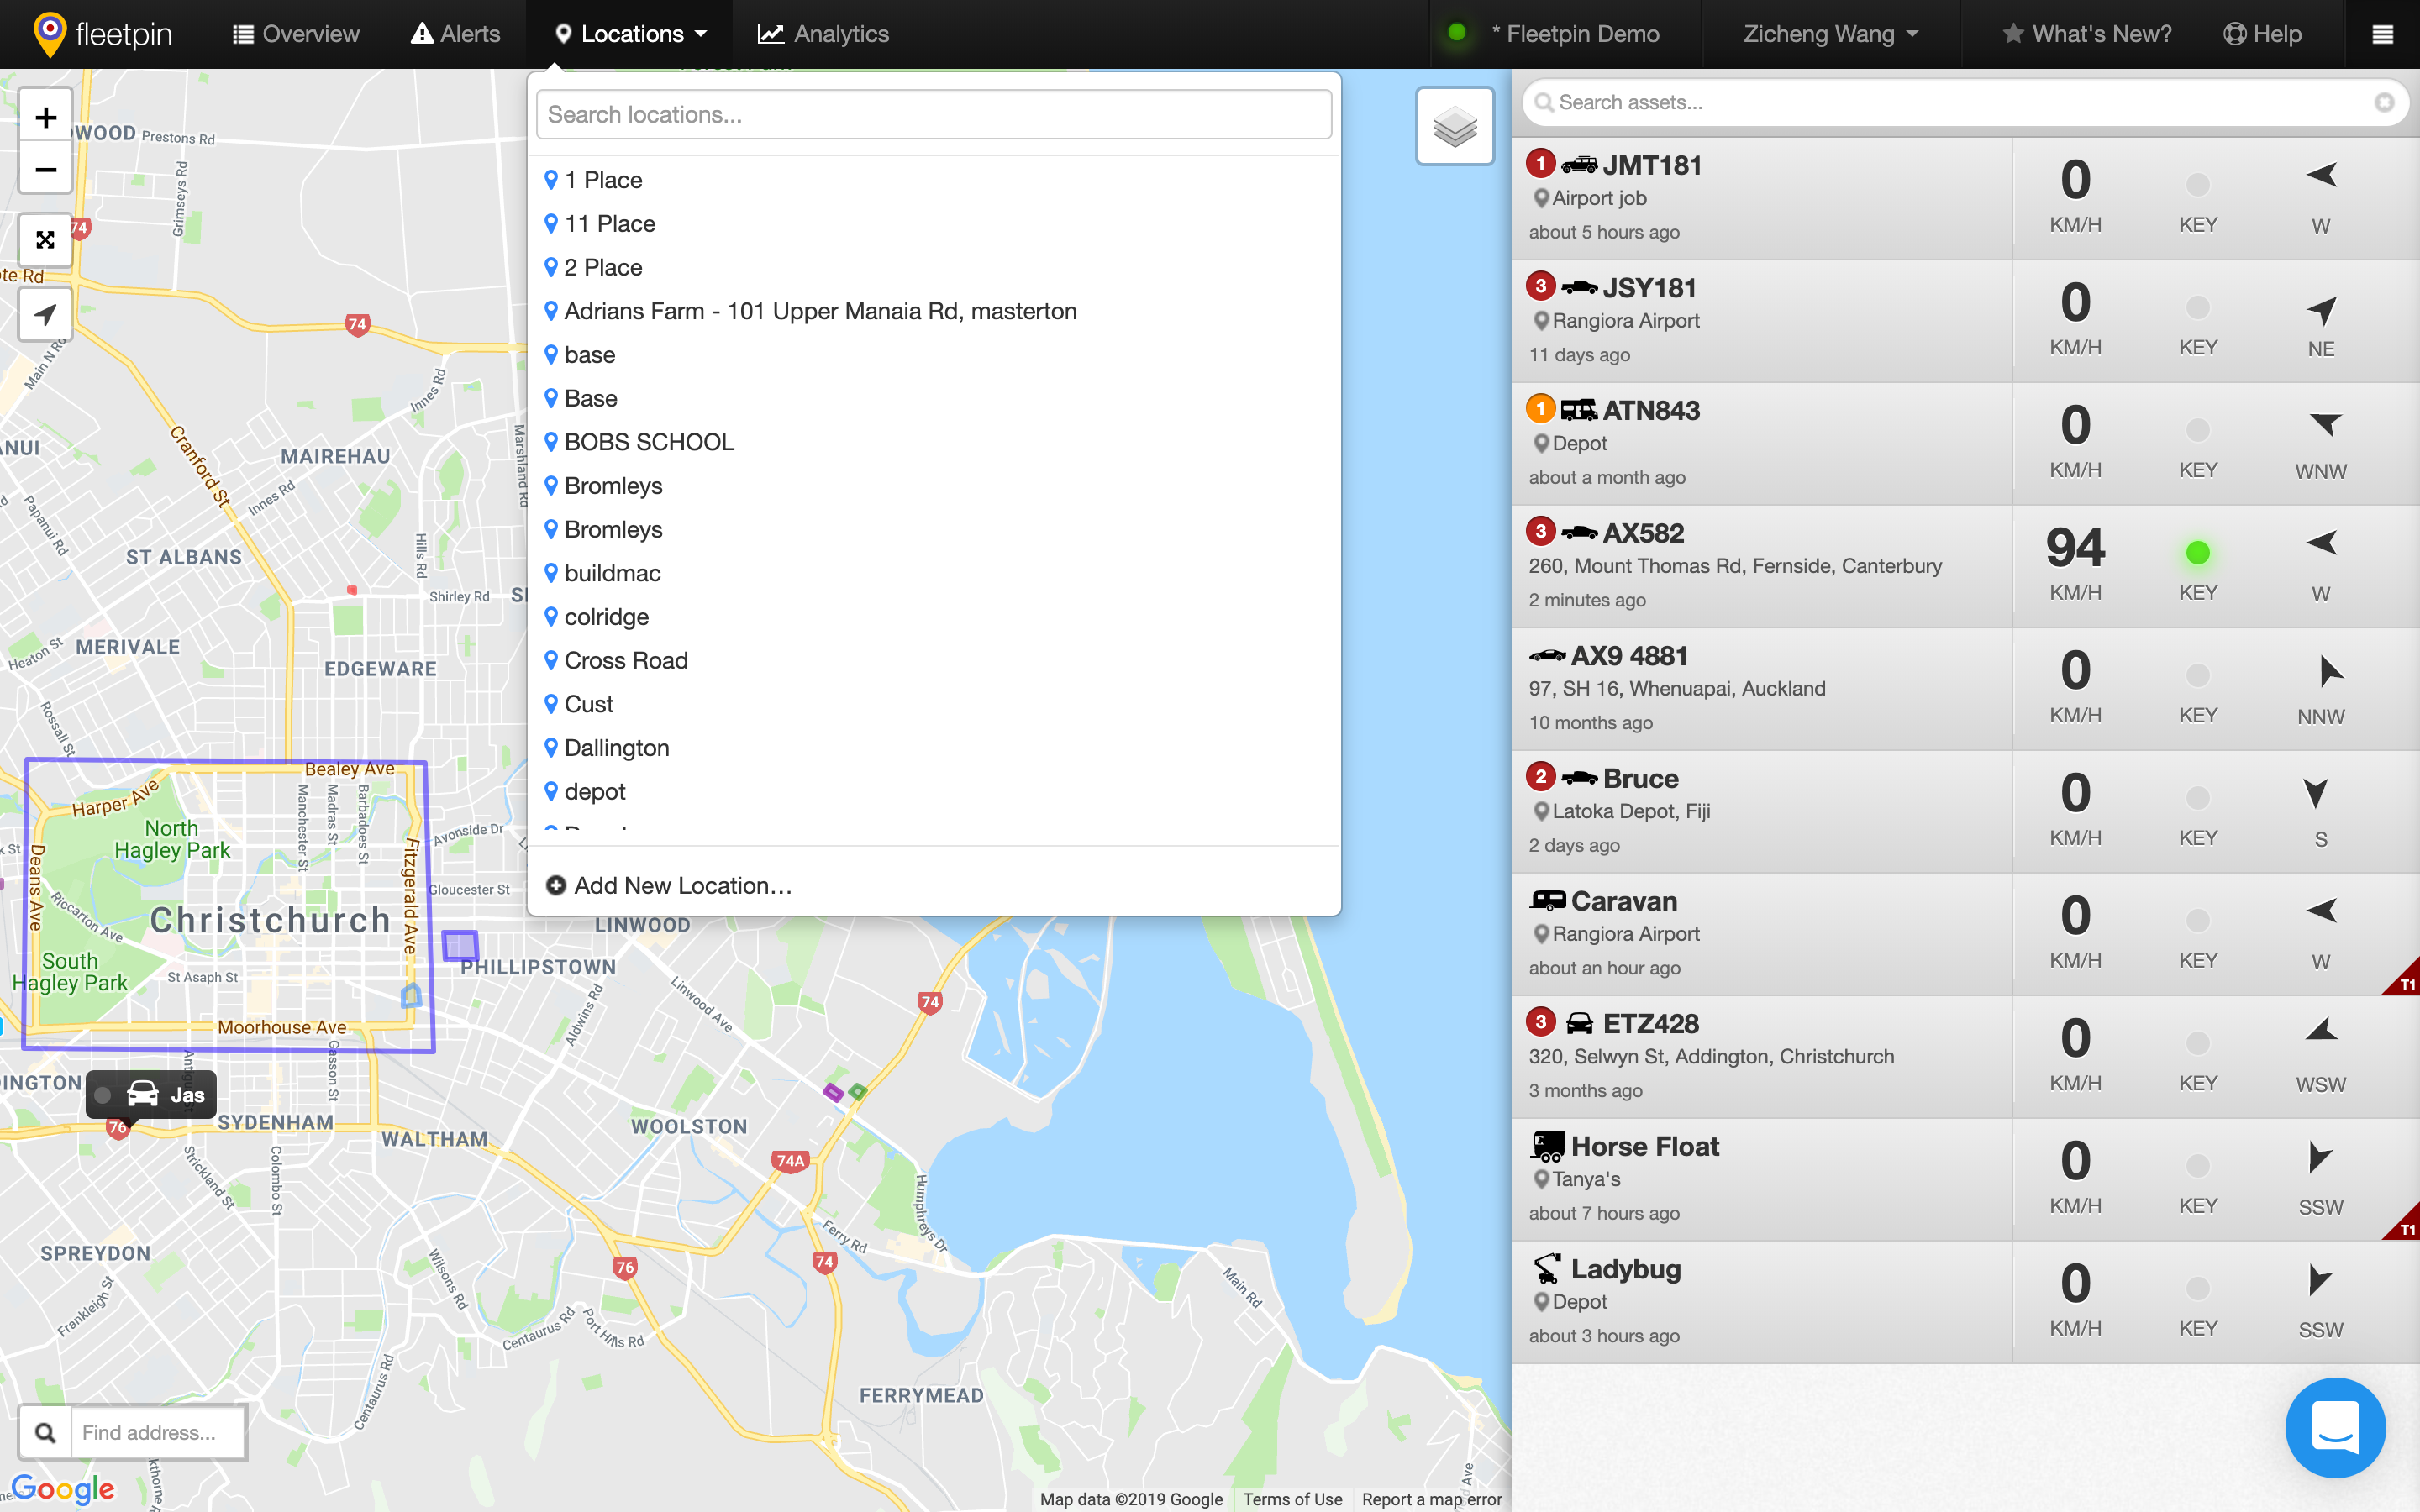 fleetpin
Overview
Alerts
Locations
Analytics
* Fleetpin Demo
Zicheng Wang
What's New?
Help
Search locations...
1 Place
11 Place
2 Place
Adrians Farm - 101 Upper Manaia Rd, masterton
base
Base
BOBS SCHOOL
Bromleys
Bromleys
buildmac
colridge
Cross Road
Cust
Dallington
depot
Add New Location…
Search assets...
1 JMT181
Airport job
about 5 hours ago
0 KM/H
KEY
W
3 JSY181
Rangiora Airport
11 days ago
0 KM/H
KEY
NE
1 ATN843
Depot
about a month ago
0 KM/H
KEY
WNW
3 AX582
260, Mount Thomas Rd, Fernside, Canterbury
2 minutes ago
94 KM/H
KEY
W
AX9 4881
97, SH 16, Whenuapai, Auckland
10 months ago
0 KM/H
KEY
NNW
2 Bruce
Latoka Depot, Fiji
2 days ago
0 KM/H
KEY
S
Caravan
Rangiora Airport
about an hour ago
0 KM/H
KEY
W
T1
3 ETZ428
320, Selwyn St, Addington, Christchurch
3 months ago
0 KM/H
KEY
WSW
Horse Float
Tanya's
about 7 hours ago
0 KM/H
KEY
SSW
T1
Ladybug
Depot
about 3 hours ago
0 KM/H
KEY
SSW
+
−
Prestons Rd
Grimseys Rd
74
74
Main N Rd
Innes Rd
Marshland Rd
Cranford St
MAIREHAU
Innes Rd
Papanui Rd
ST ALBANS
Hills Rd
Shirley Rd
MERIVALE
Heaton St
EDGEWARE
Rossall St
Bealey Ave
Harper Ave
Manchester St
Madras St
Barbadoes St
North
Hagley Park
Avonside Dr
Deans Ave
Fitzgerald Ave
Gloucester St
Riccarton Ave
Christchurch
LINWOOD
South
Hagley Park
St Asaph St
PHILLIPSTOWN
Linwood Ave
Aldwins Rd
74
Moorhouse Ave
Gasson St
Jas
76
SYDENHAM
WALTHAM
WOOLSTON
74A
Strickland St
Colombo St
Humphreys Dr
Ferry Rd
SPREYDON
Frankleigh St
Wilsons Rd
76
74
Main Rd
Centaurus Rd
Port Hills Rd
Centaurus Rd
FERRYMEAD
Find address...
Google
Map data ©2019 Google
Terms of Use
Report a map error